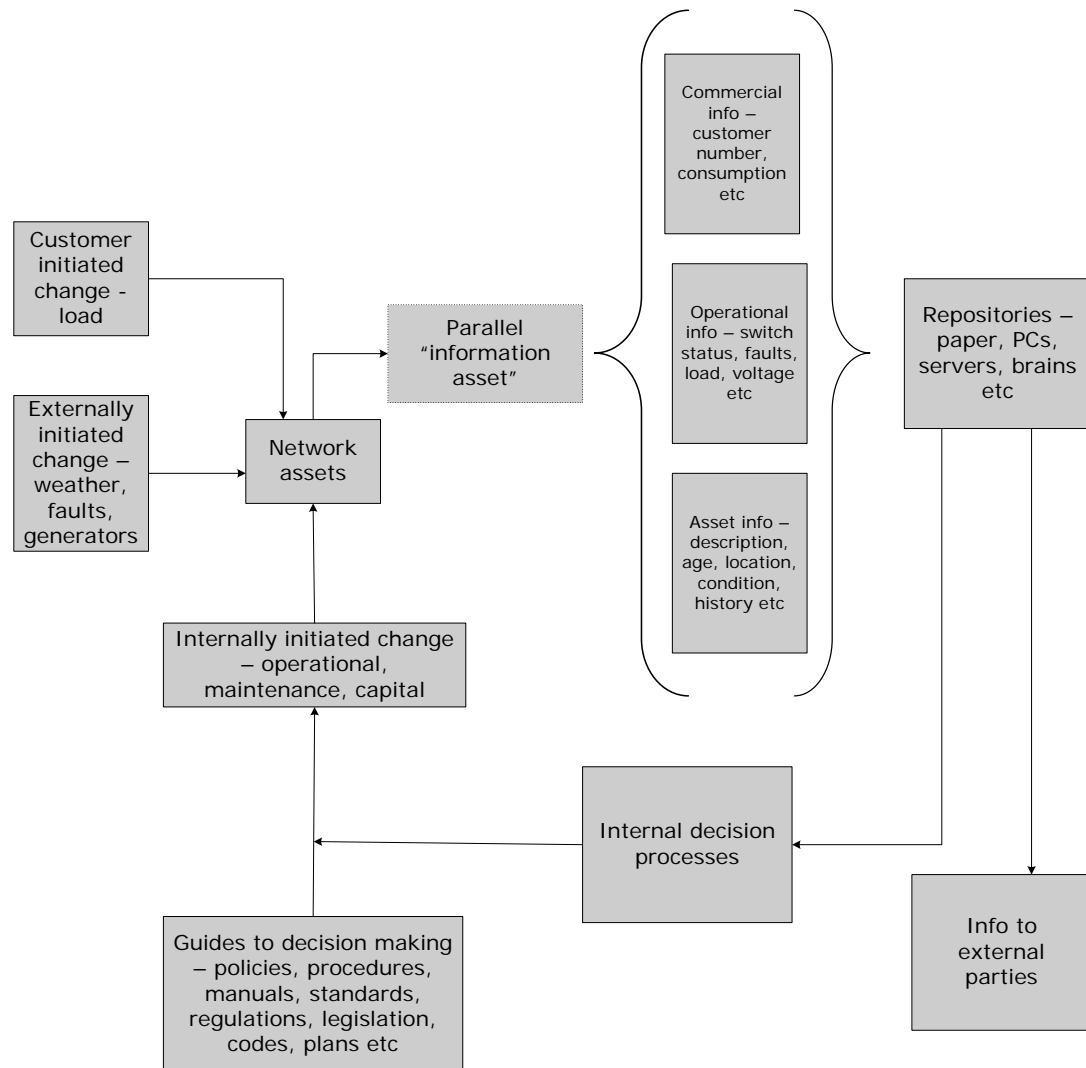 Commercial
info –
customer
number,
consumption
etc
Customer
initiated
change -
load
Parallel
“information
asset”
Operational
info – switch
status, faults,
load, voltage
etc
Repositories –
paper, PCs,
servers, brains
etc
Externally
initiated
change –
weather,
faults,
generators
Network
assets
Asset info –
description,
age, location,
condition,
history etc
Internally initiated
change
– operational,
maintenance, capital
Internal decision
processes
Guides to decision making
– policies, procedures,
manuals, standards,
regulations, legislation,
codes, plans etc
Info to
external
parties